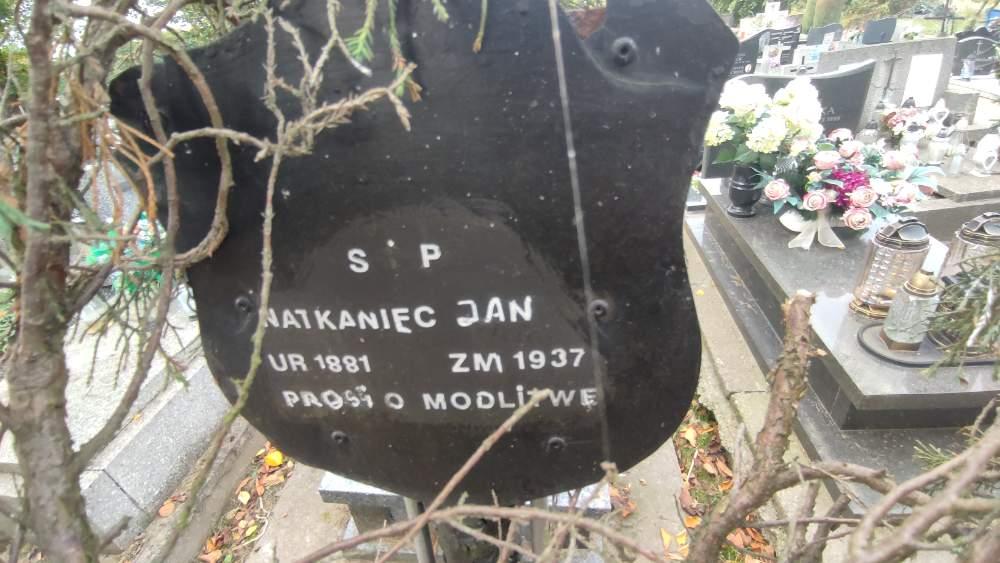 S P
NATKANIEC JAN
UR 1881 ZM 1937
PROSI O MODLITWĘ